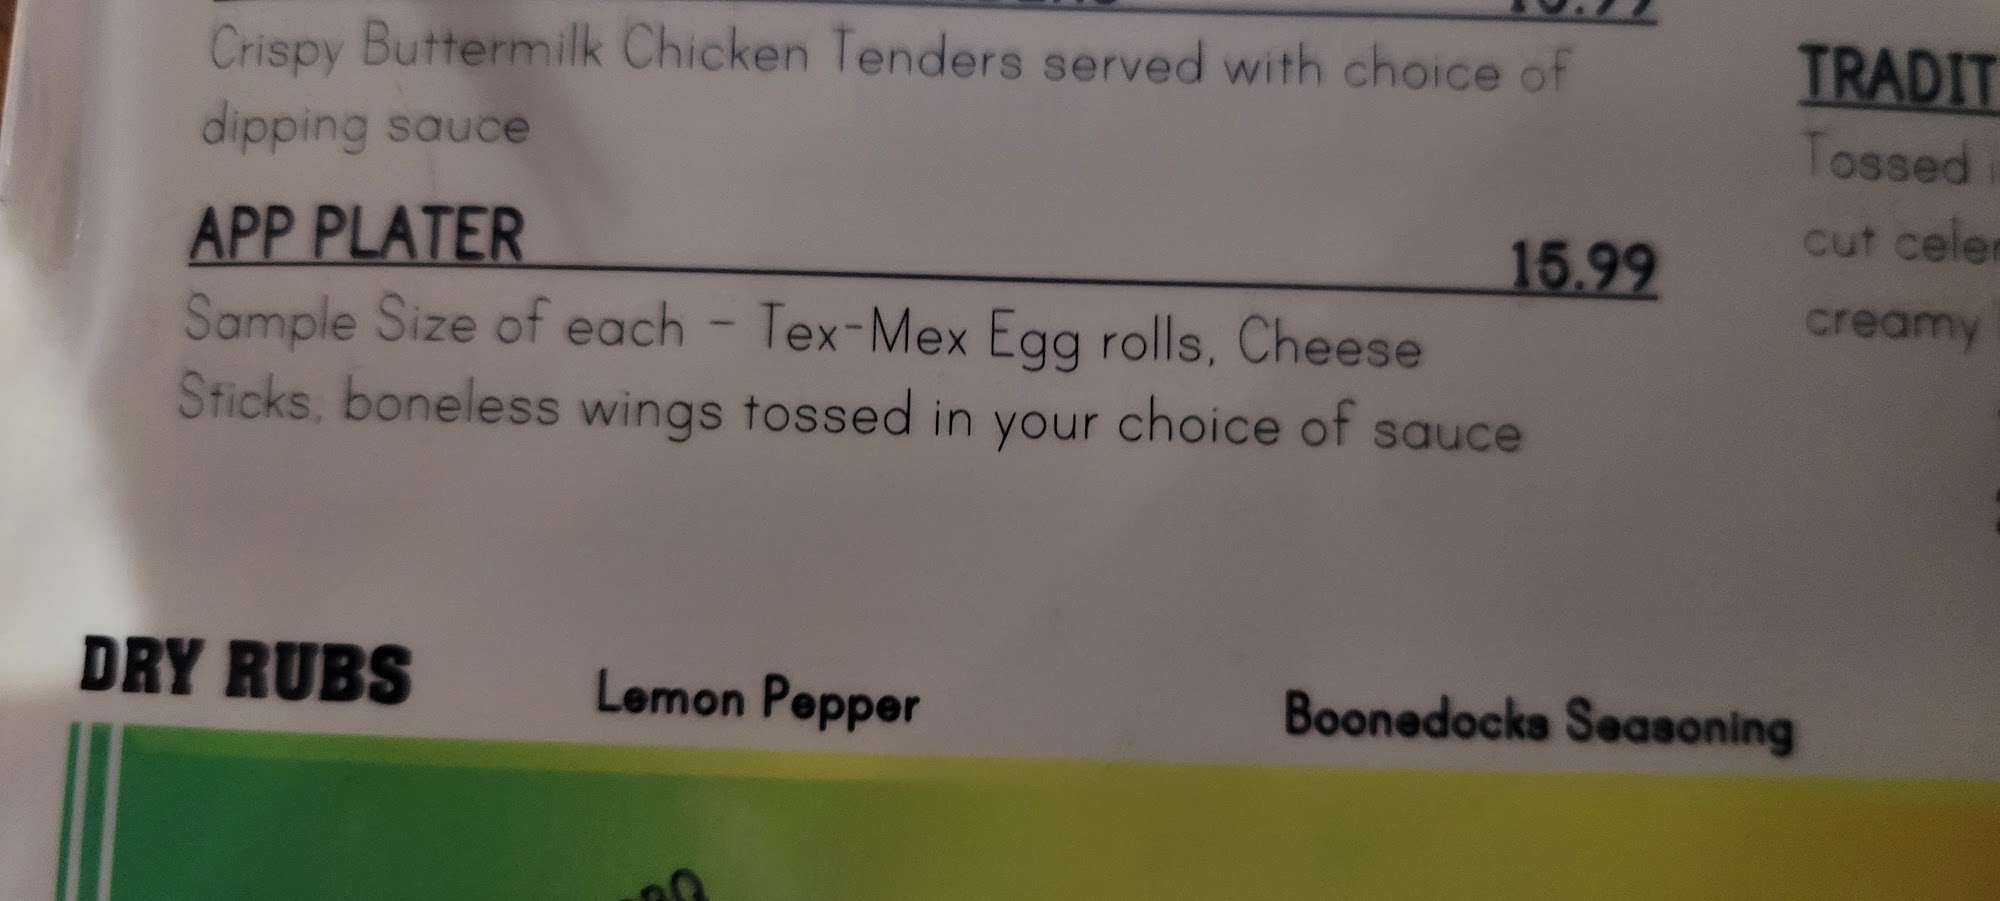 Crispy Buttermilk Chicken Tenders served with choice of
dipping sauce
APP PLATER 15.99
Sample Size of each - Tex-Mex Egg rolls, Cheese
Sticks, boneless wings tossed in your choice of sauce
Tossed
cut
creamy
DRY RUBS Lemon Pepper Boonedocks Seasoning